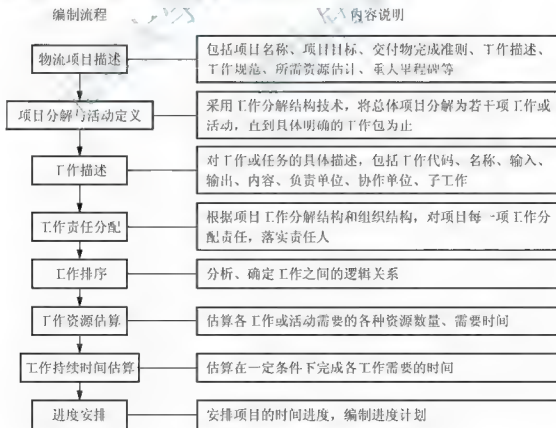 编制流程
内容说明
物流项目描述
包括项目名称、项目目标、交付物完成准则、工作描述、
工作规范、所需资源估计、重大里程碑等
项目分解与活动定义
采用工作分解结构技术，将总体项目分解为若干项工作或
活动，直到具体明确的工作包为止
工作描述
对工作或任务的具体描述，包括工作代码、名称、输入、
输出、内容、负责单位、协作单位、子工作
工作责任分配
根据项目工作分解结构和组织结构，对项目每一项工作分
配责任，落实责任人
工作排序
分析、确定工作之间的逻辑关系
工作资源估算
估算各工作或活动需要的各种资源数量、需要时间
工作持续时间估算
估算在一定条件下完成各工作需要的时间
进度安排
安排项目的时间进度，编制进度计划